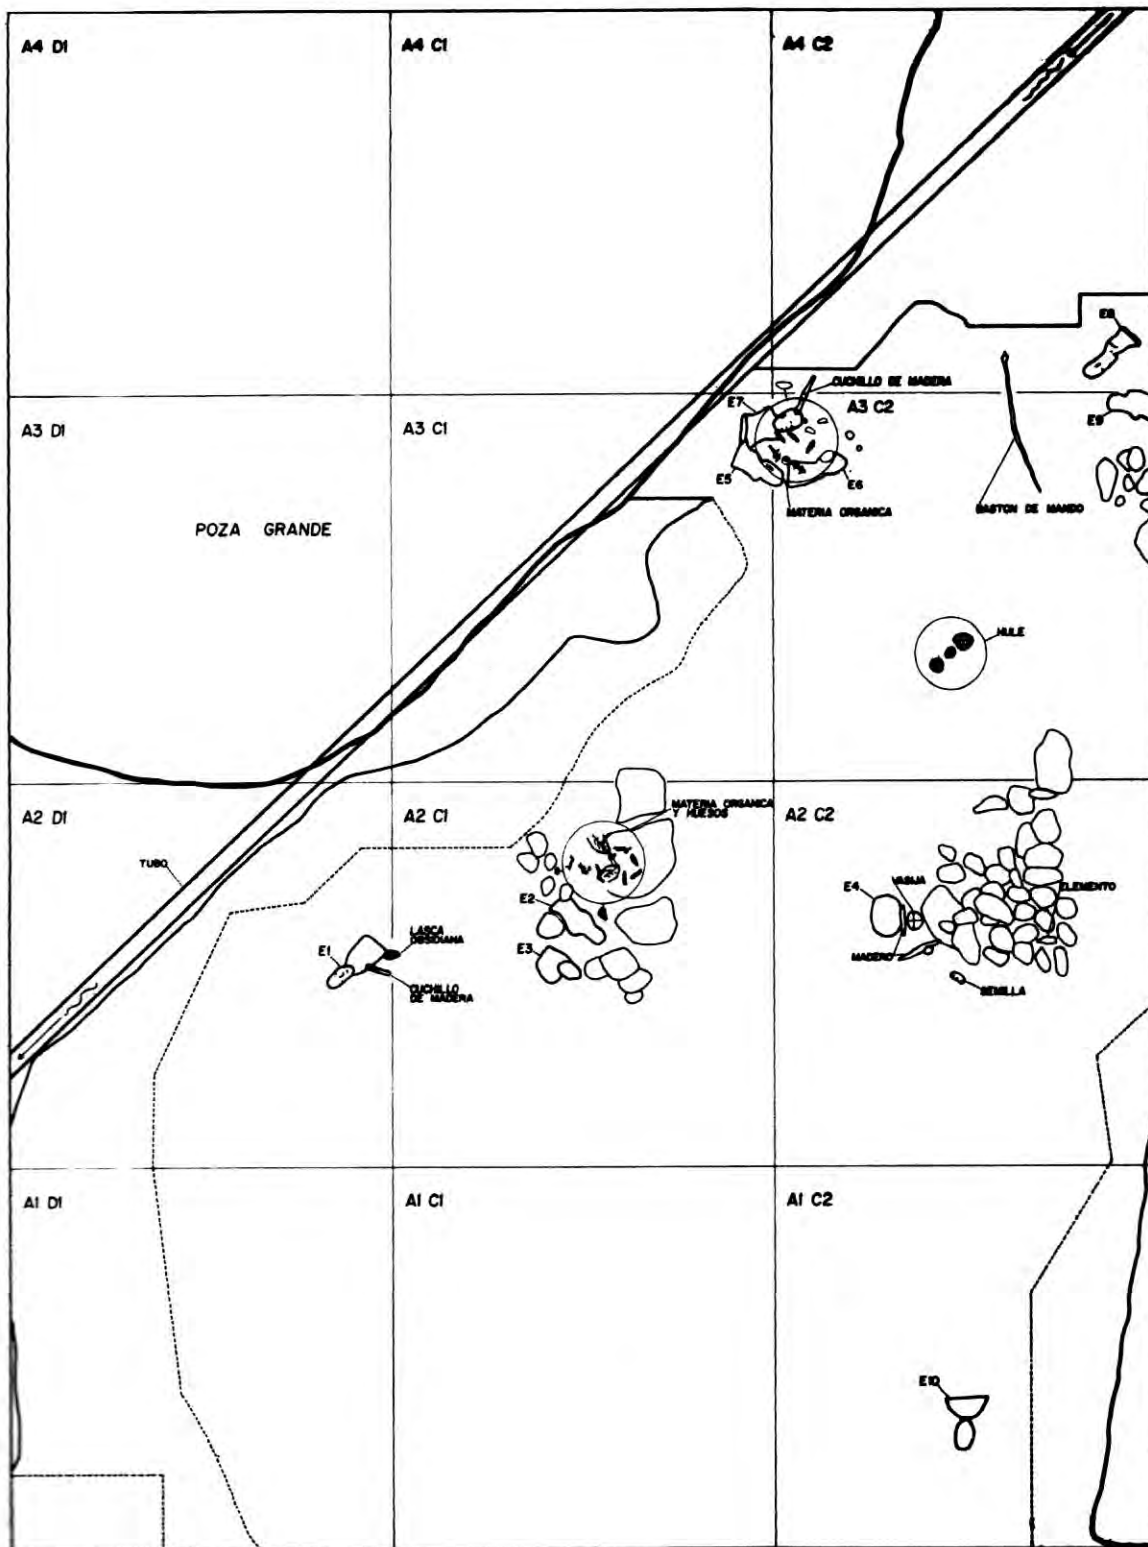 A4 D1
A4 C1
A4 C2
E8
CUCHILLO DE MADERA
E7
A3 C2
A3 D1
A3 C1
E9
E5
E6
MATERIA ORGANICA
BASTON DE MANDO
POZA GRANDE
HULE
MATERIA ORGANICA
Y HUESOS
A2 D1
A2 C1
A2 C2
TUBO
VASIJA
E4
ELEMENTO
E2
LASCA
OBSIDIANA
E1
E3
MADERO
CUCHILLO
DE MADERA
SEMILLA
A1 D1
A1 C1
A1 C2
E10